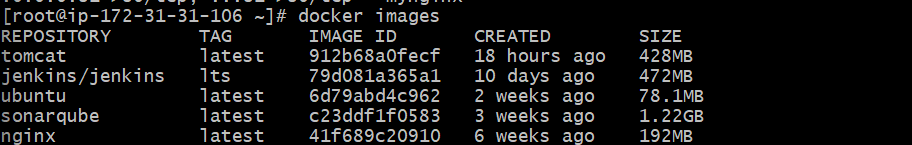 [root@ip-172-31-31-106 ~]# docker images
REPOSITORY TAG IMAGE ID CREATED SIZE
tomcat latest 912b68a0fecf 18 hours ago 428MB
jenkins/jenkins lts 79d081a365a1 10 days ago 472MB
ubuntu latest 6d79abd4c962 2 weeks ago 78.1MB
sonarqube latest c23ddf1f0583 3 weeks ago 1.22GB
nginx latest 41f689c20910 6 weeks ago 192MB